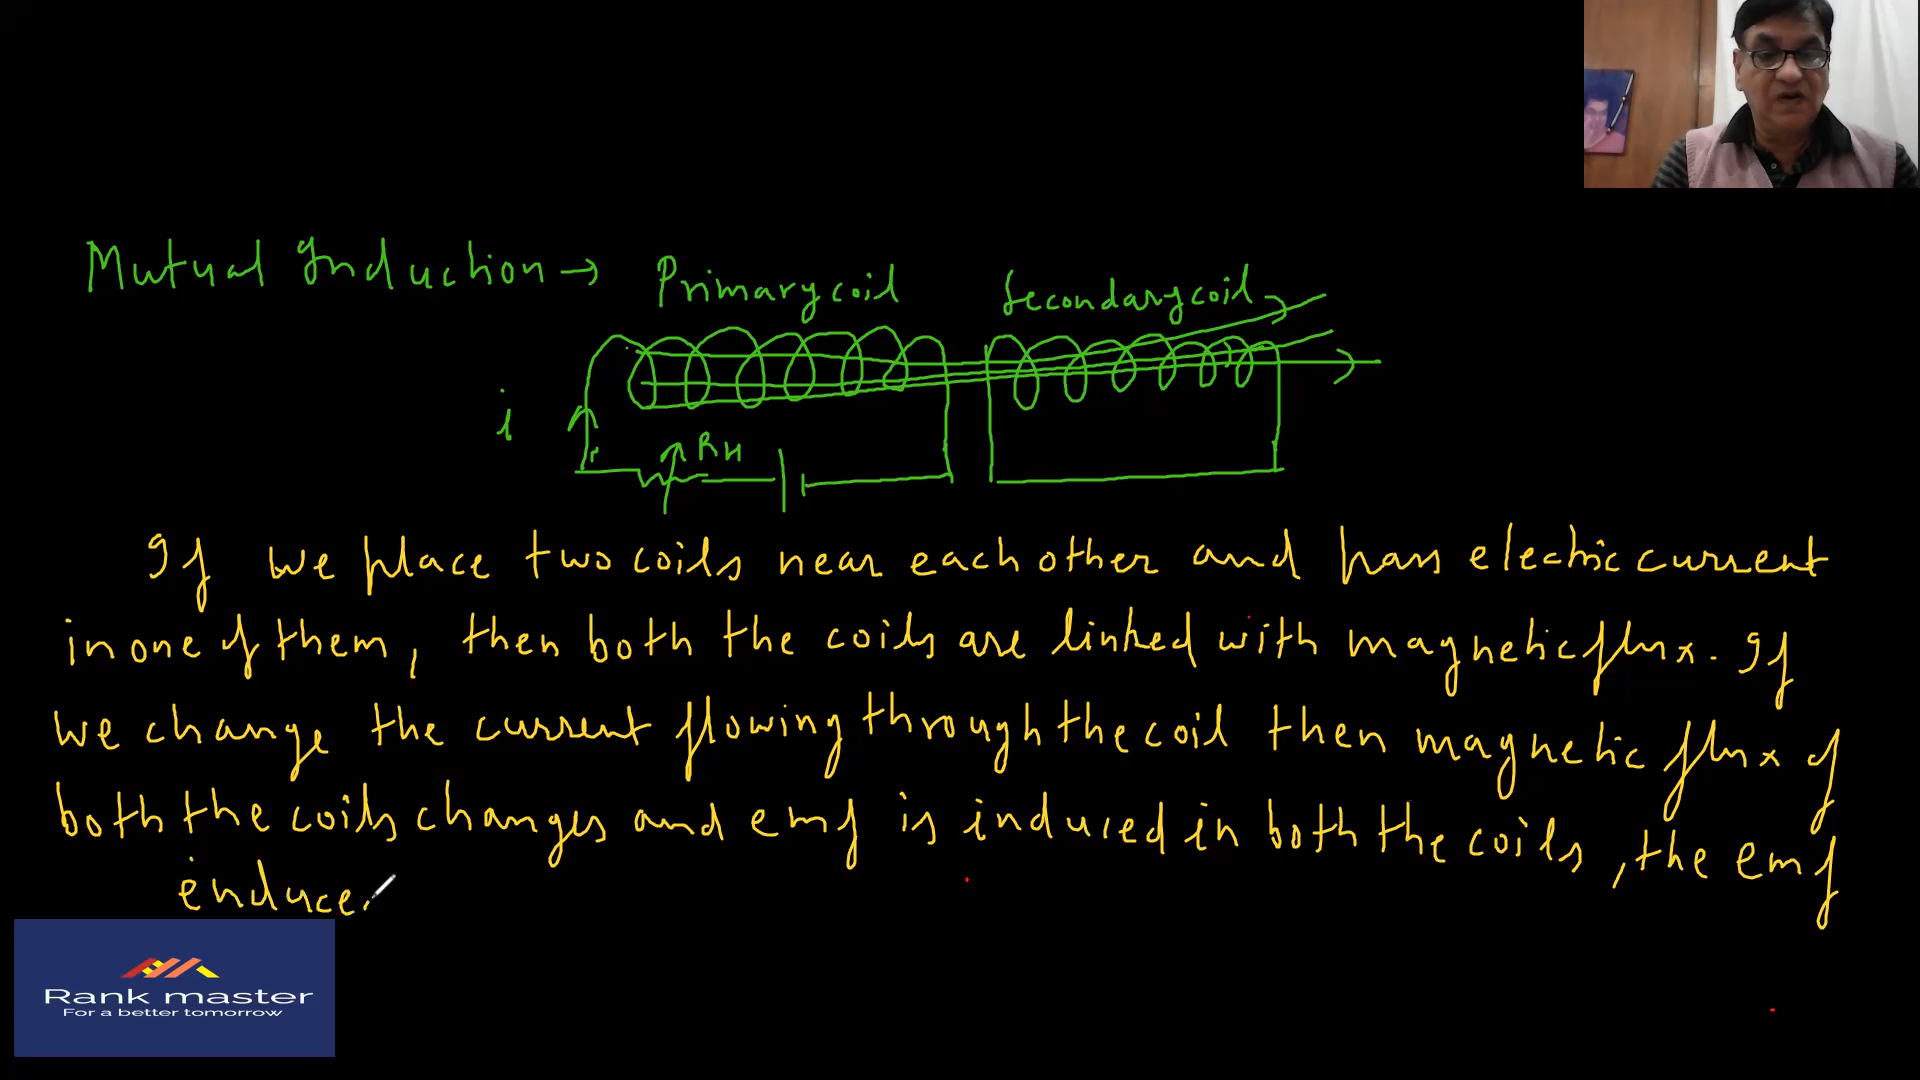 Mutual Induction →
Primary coil
Secondary coil
i
RH
If we place two coils near each other and pass electric current
in one of them, then both the coils are linked with magnetic flux. If
we change the current flowing through the coil then magnetic flux of
both the coils changes and emf is induced in both the coils, the emf
enduce
Rank master
For a better tomorrow